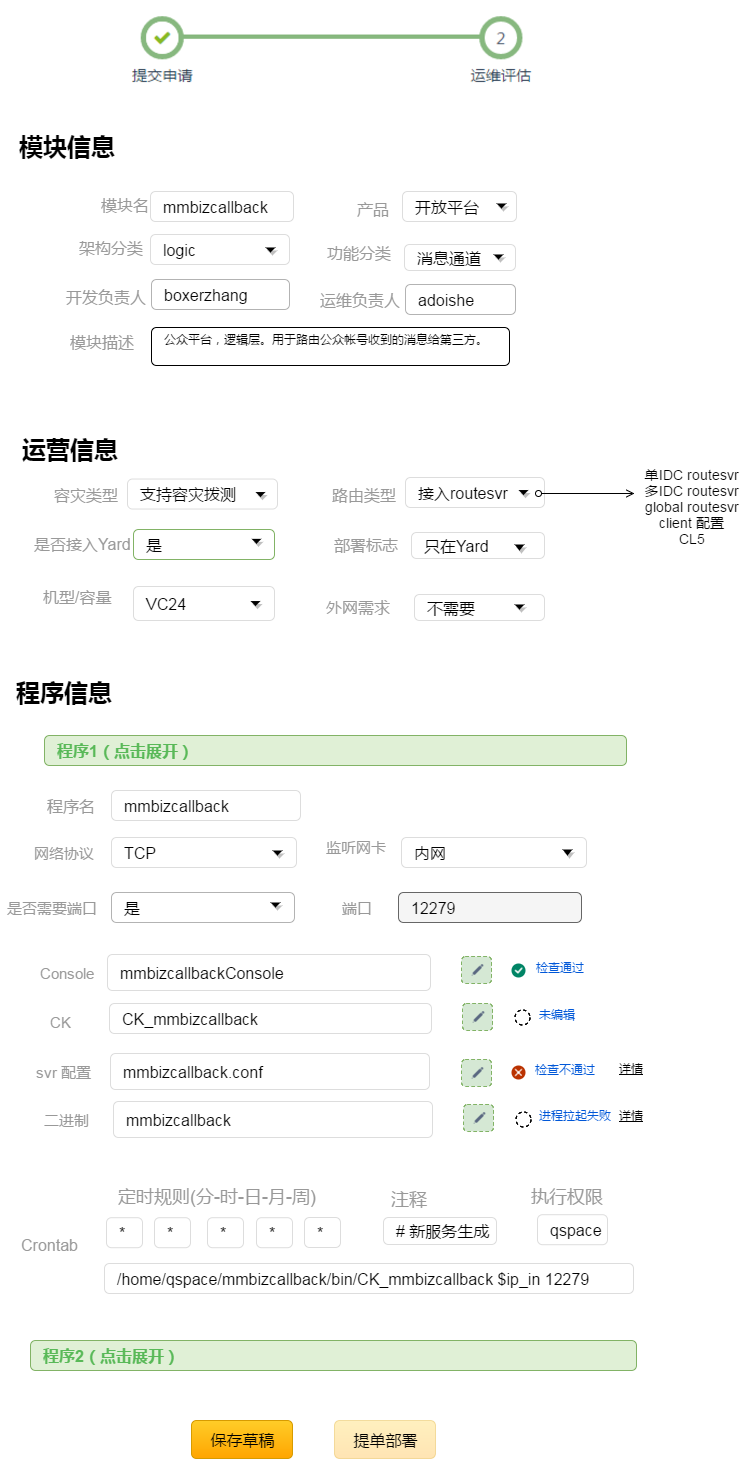 2
提交申请 运维评估
模块信息
模块名 mmbizcallback 产品 开放平台
架构分类 logic 功能分类 消息通道
开发负责人 boxerzhang 运维负责人 adoishe
模块描述 公众平台，逻辑层。用于路由公众帐号收到的消息给第三方。
运营信息
容灾类型 支持容灾拨测 路由类型 接入routesvr
单IDC routesvr
多IDC routesvr
global routesvr
client 配置
CL5
是否接入Yard 是 部署标志 只在Yard
机型/容量 VC24 外网需求 不需要
程序信息
程序1（点击展开）
程序名 mmbizcallback
网络协议 TCP 监听网卡 内网
是否需要端口 是 端口 12279
Console mmbizcallbackConsole 检查通过
CK CK_mmbizcallback 未编辑
svr 配置 mmbizcallback.conf 检查不通过 详情
二进制 mmbizcallback 进程拉起失败 详情
定时规则(分-时-日-月-周) 注释 执行权限
Crontab * * * * * # 新服务生成 qspace
/home/qspace/mmbizcallback/bin/CK_mmbizcallback $ip_in 12279
程序2（点击展开）
保存草稿 提单部署